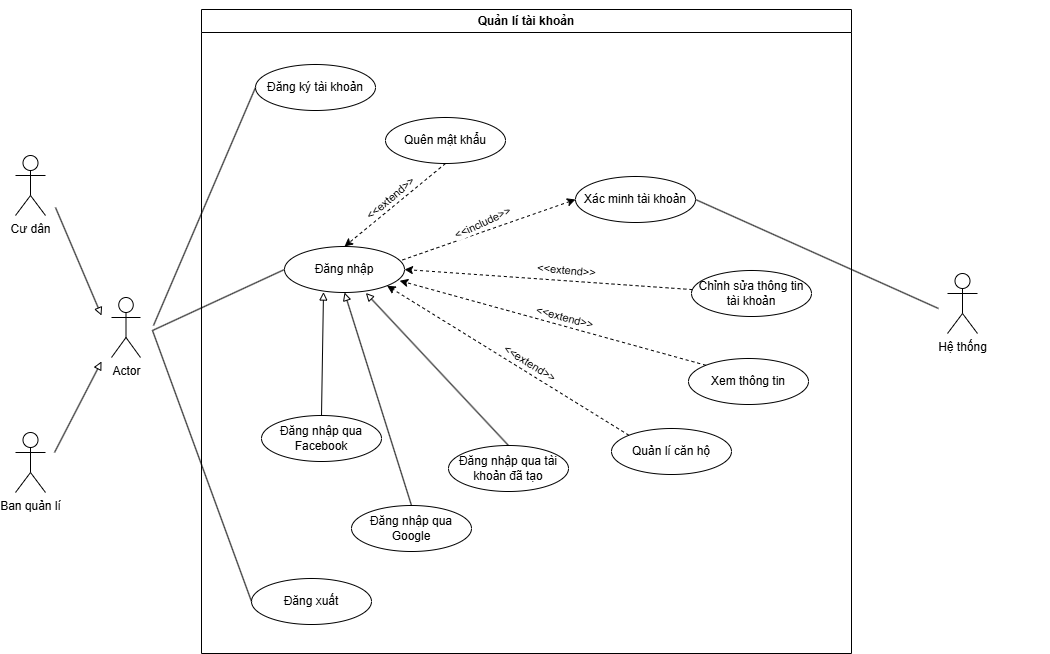 Quản lí tài khoản
Đăng ký tài khoản
Quên mật khẩu
<<extend>>
Xác minh tài khoản
<<include>>
Cư dân
Đăng nhập
<<extend>>
Chỉnh sửa thông tin
tài khoản
<<extend>>
Hệ thống
Actor
<<extend>>
Xem thông tin
Đăng nhập qua
Facebook
Quản lí căn hộ
Đăng nhập qua tài
khoản đã tạo
Ban quản lí
Đăng nhập qua
Google
Đăng xuất